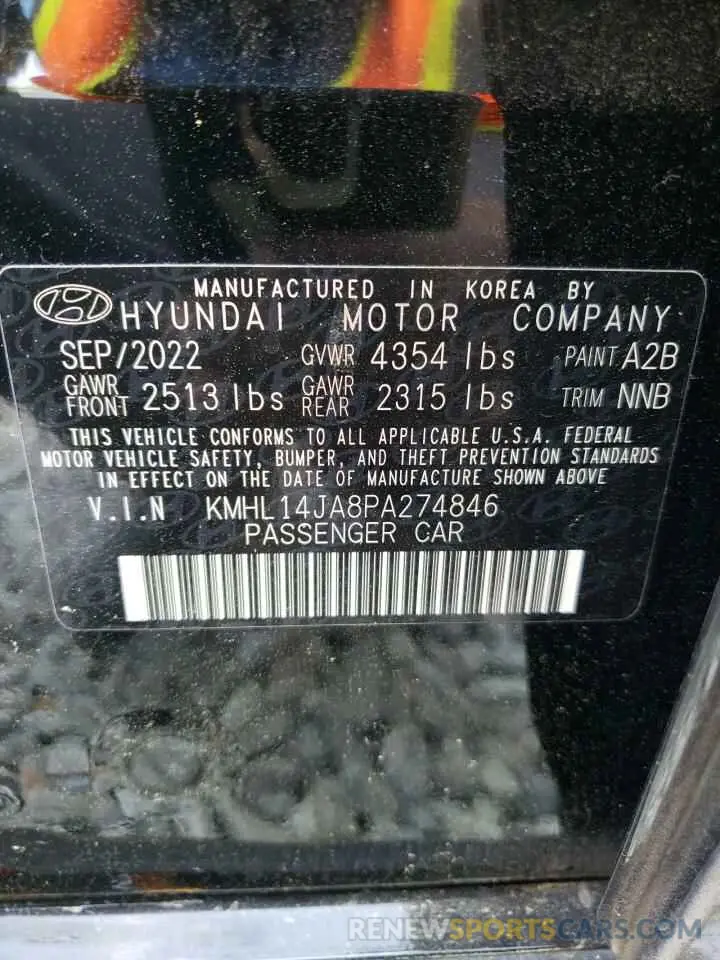 MANUFACTURED IN KOREA BY
HYUNDAI MOTOR COMPANY
SEP/2022 GVWR 4354 lbs PAINT A2B
GAWR FRONT 2513 lbs GAWR REAR 2315 lbs TRIM NNB
THIS VEHICLE CONFORMS TO ALL APPLICABLE U.S.A. FEDERAL
MOTOR VEHICLE SAFETY, BUMPER, AND THEFT PREVENTION STANDARDS
IN EFFECT ON THE DATE OF MANUFACTURE SHOWN ABOVE
V.I.N KMHL14JA8PA274846
PASSENGER CAR
RENEWSPORTSCARS.COM